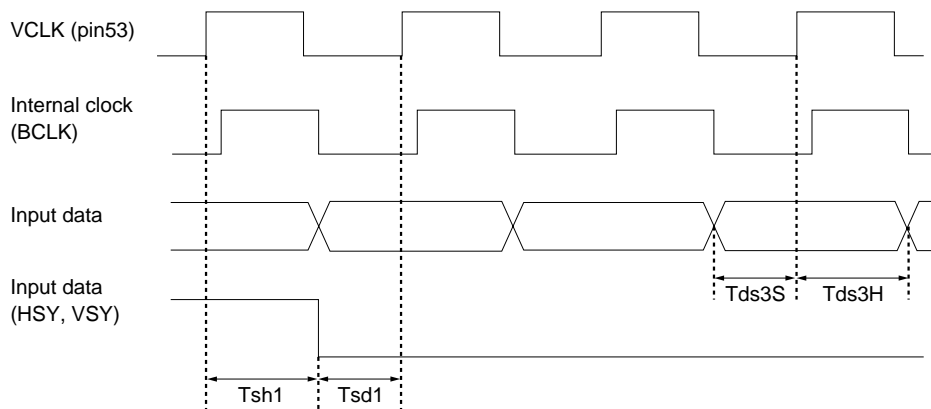 VCLK (pin53)
Internal clock
(BCLK)
Input data
Input data
(HSY, VSY)
Tds3S
Tds3H
Tsh1
Tsd1